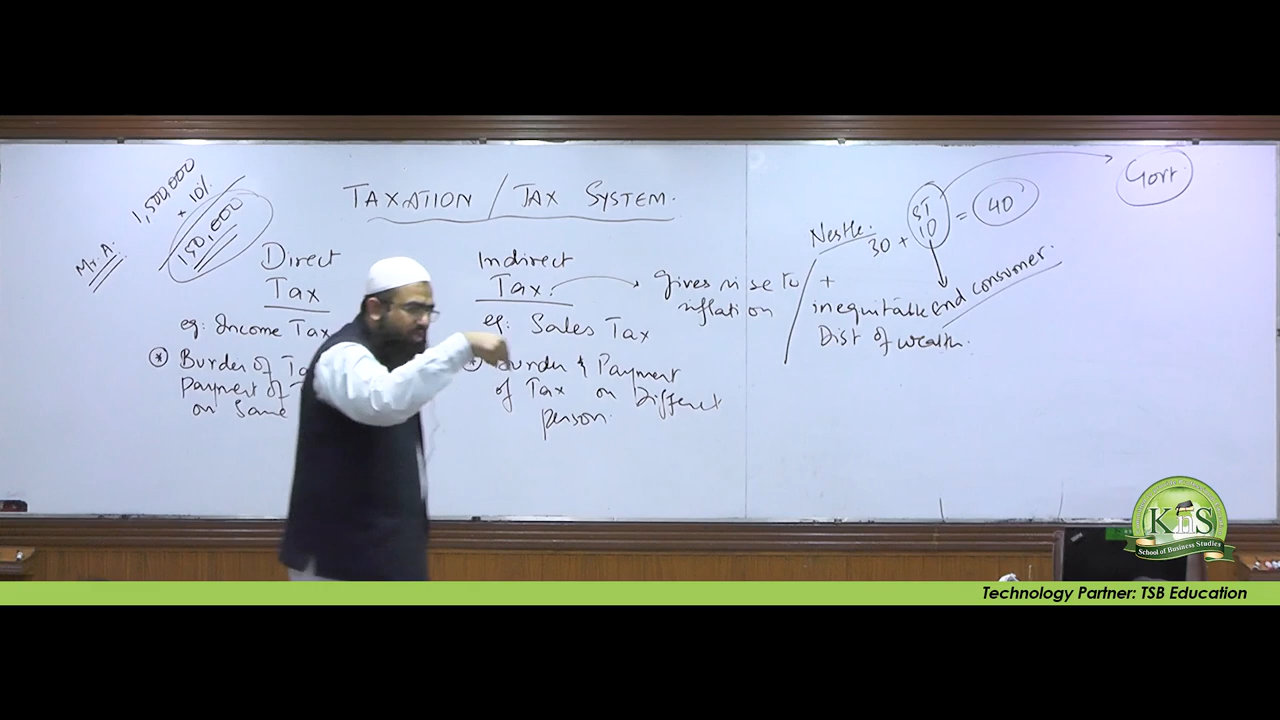 TAXATION / TAX SYSTEM.
1,500,000
+ 10%
150,000
Mr. A.
Direct
Tax
eg: Income Tax
Burden of Ta
Payment of
on Same
Indirect
Tax.
eg: Sales Tax
Burden & Payment
of Tax on Different
person.
Gives rise to
inflation
+
inequitable
Dist of wealth.
Nestle.
30 + ST 10 = 40
Govt.
end consumer.
KnS
School of Business Studies
Technology Partner: TSB Education